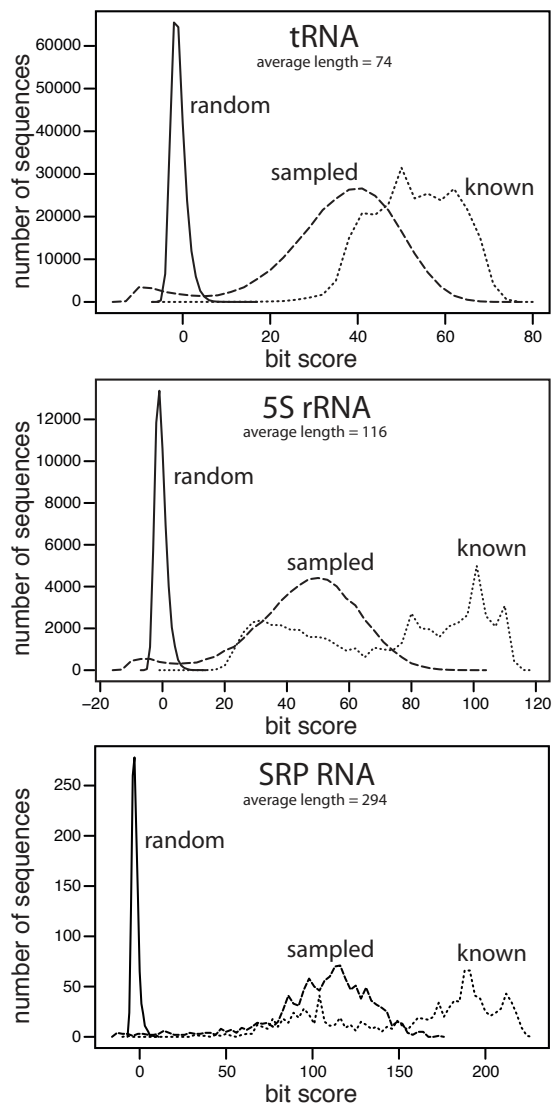 tRNA
average length = 74
number of sequences
60000
50000
40000
30000
20000
10000
0
random
sampled
known
0 20 40 60 80
bit score
5S rRNA
average length = 116
number of sequences
12000
10000
8000
6000
4000
2000
0
random
sampled
known
−20 0 20 40 60 80 100 120
bit score
SRP RNA
average length = 294
number of sequences
250
200
150
100
50
0
random
sampled
known
0 50 100 150 200
bit score